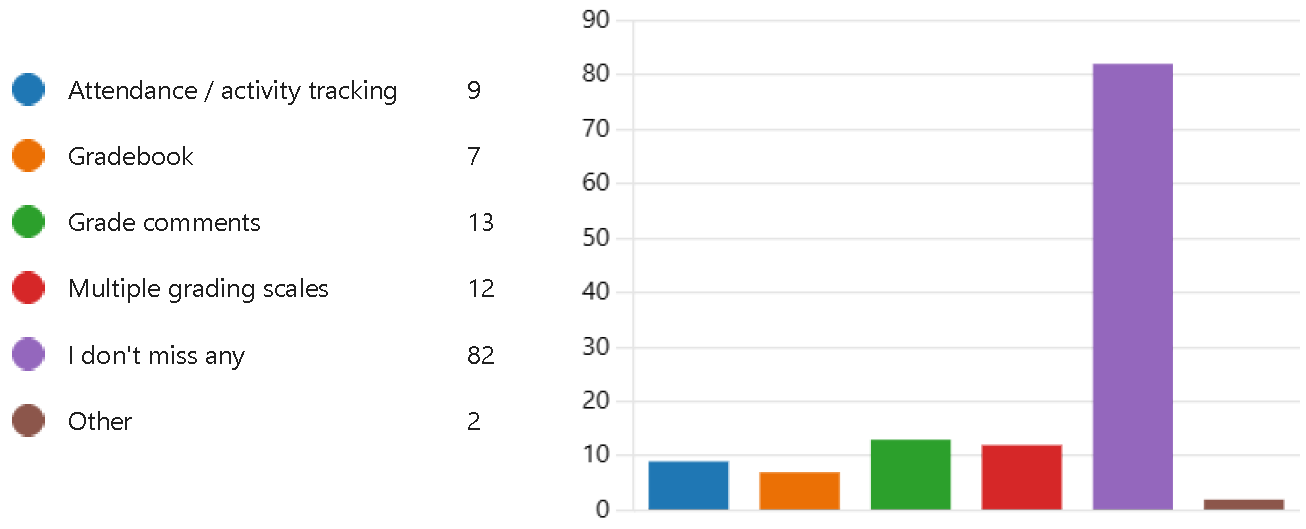 Attendance / activity tracking 9
Gradebook 7
Grade comments 13
Multiple grading scales 12
I don't miss any 82
Other 2
90
80
70
60
50
40
30
20
10
0